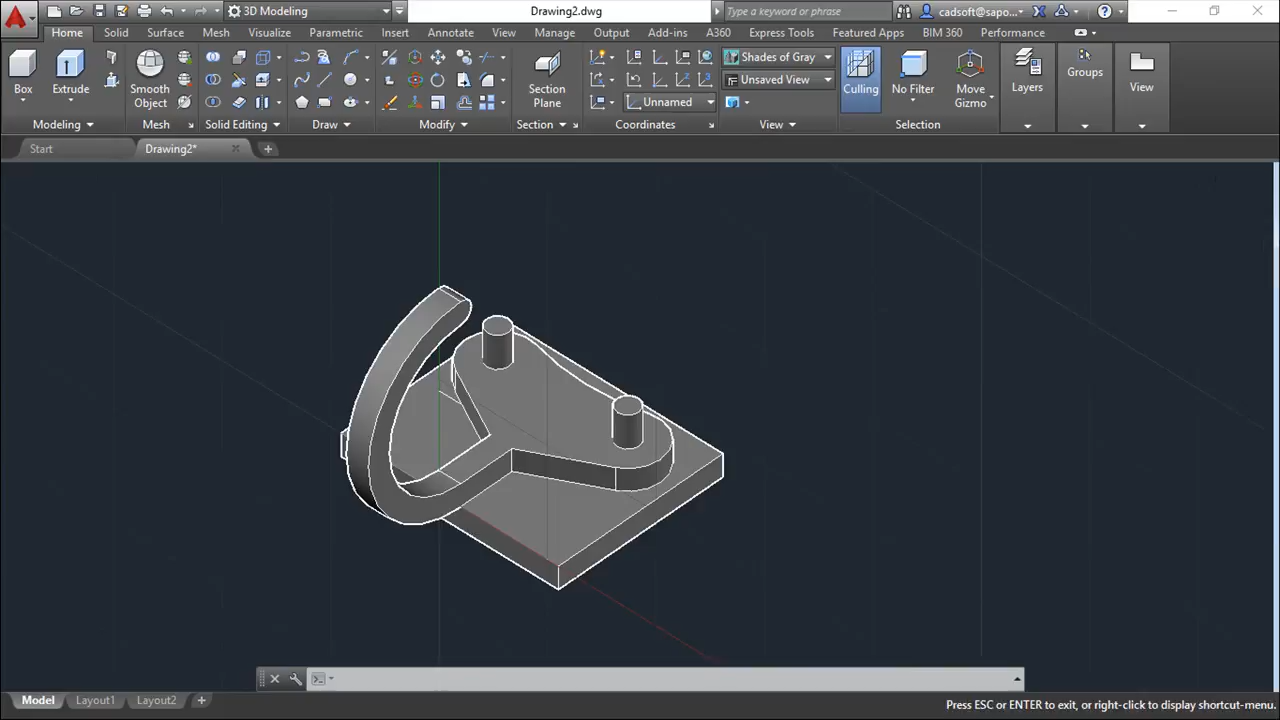 3D Modeling
Drawing2.dwg
Type a keyword or phrase
cadsoft@sapo...
Home Solid Surface Mesh Visualize Parametric Insert Annotate View Manage Output Add-ins A360 Express Tools Featured Apps BIM 360 Performance
Box
Extrude
Smooth Object
Section Plane
Unnamed
Shades of Gray
Unsaved View
Culling
No Filter
Move Gizmo
Layers
Groups
View
Modeling Mesh Solid Editing Draw Modify Section Coordinates View Selection
Start Drawing2*
Model Layout1 Layout2
Press ESC or ENTER to exit, or right-click to display shortcut-menu.